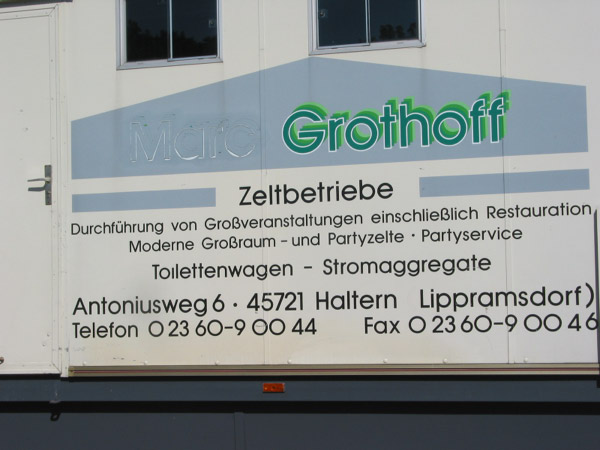 Marc Grothoff
Zeltbetriebe
Durchführung von Großveranstaltungen einschließlich Restauration
Moderne Großraum - und Partyzelte · Partyservice
Toilettenwagen - Stromaggregate
Antoniusweg 6 · 45721 Haltern Lippramsdorf)
Telefon 0 23 60-9 00 44 Fax 0 23 60-9 00 46